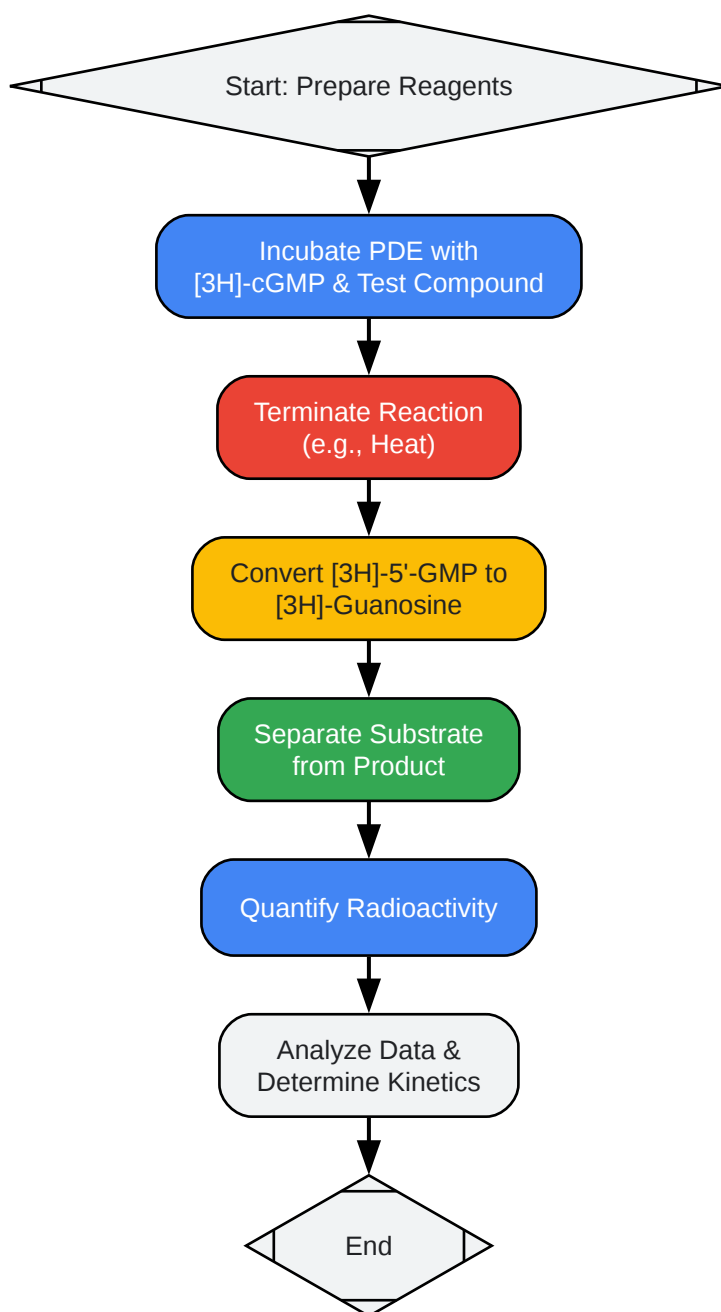 Start: Prepare Reagents
Incubate PDE with
[3H]-cGMP & Test Compound
Terminate Reaction
(e.g., Heat)
Convert [3H]-5'-GMP to
[3H]-Guanosine
Separate Substrate
from Product
Quantify Radioactivity
Analyze Data &
Determine Kinetics
End